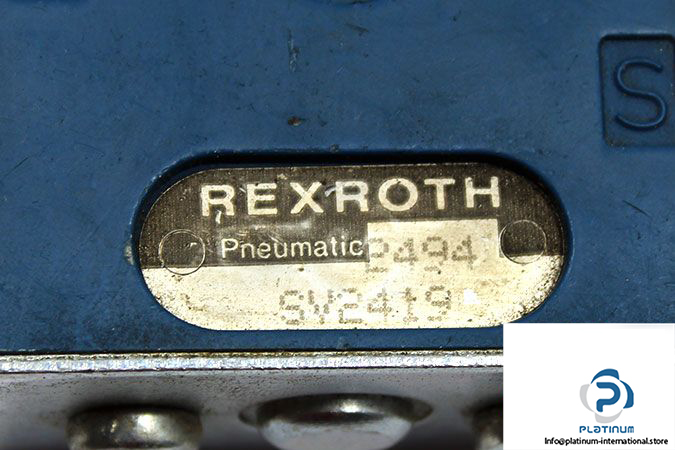 S
REXROTH
Pneumatic 2494
SV2419
PLATINUM
Info@platinum-international.store